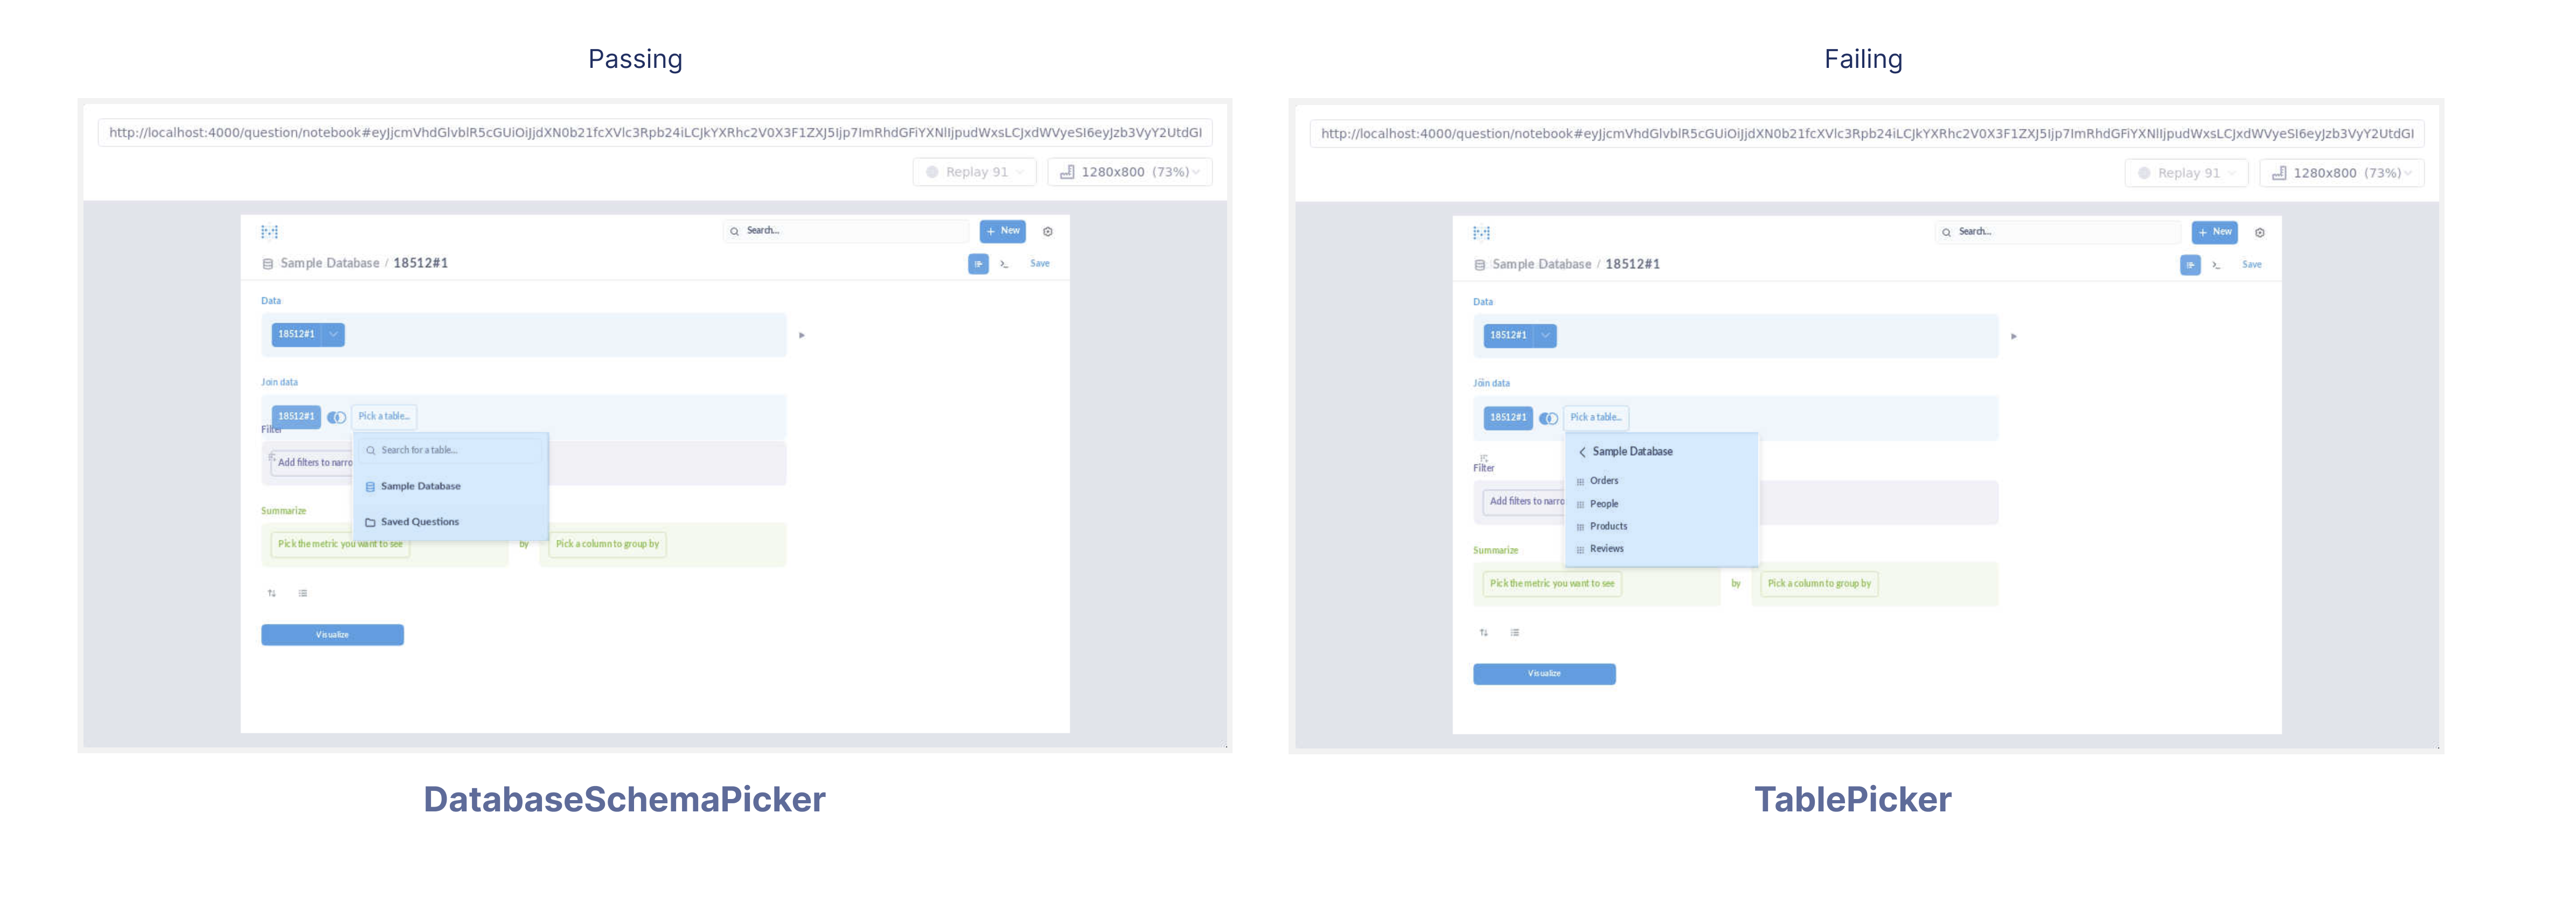 Passing
http://localhost:4000/question/notebook#eyJjcmVhdGlvblR5cGUiOiJjdXN0b21fcXVlc3Rpb24iLCJkYXRhc2V0X3F1ZXJ5Ijp7ImRhdGFiYXNlIjpudWxsLCJxdWVyeSI6eyJzb3VyY2UtdGI
Replay 91
1280x800 (73%)
Search...
+ New
Sample Database / 18512#1
Save
Data
18512#1
Join data
18512#1
Pick a table...
Filter
Search for a table...
Add filters to narro
Sample Database
Summarize
Saved Questions
Pick the metric you want to see
by
Pick a column to group by
Visualize
DatabaseSchemaPicker
Failing
http://localhost:4000/question/notebook#eyJjcmVhdGlvblR5cGUiOiJjdXN0b21fcXVlc3Rpb24iLCJkYXRhc2V0X3F1ZXJ5Ijp7ImRhdGFiYXNlIjpudWxsLCJxdWVyeSI6eyJzb3VyY2UtdGI
Replay 91
1280x800 (73%)
Search...
+ New
Sample Database / 18512#1
Save
Data
18512#1
Join data
18512#1
Pick a table...
Sample Database
Filter
Orders
Add filters to narro
People
Products
Summarize
Reviews
Pick the metric you want to see
by
Pick a column to group by
Visualize
TablePicker